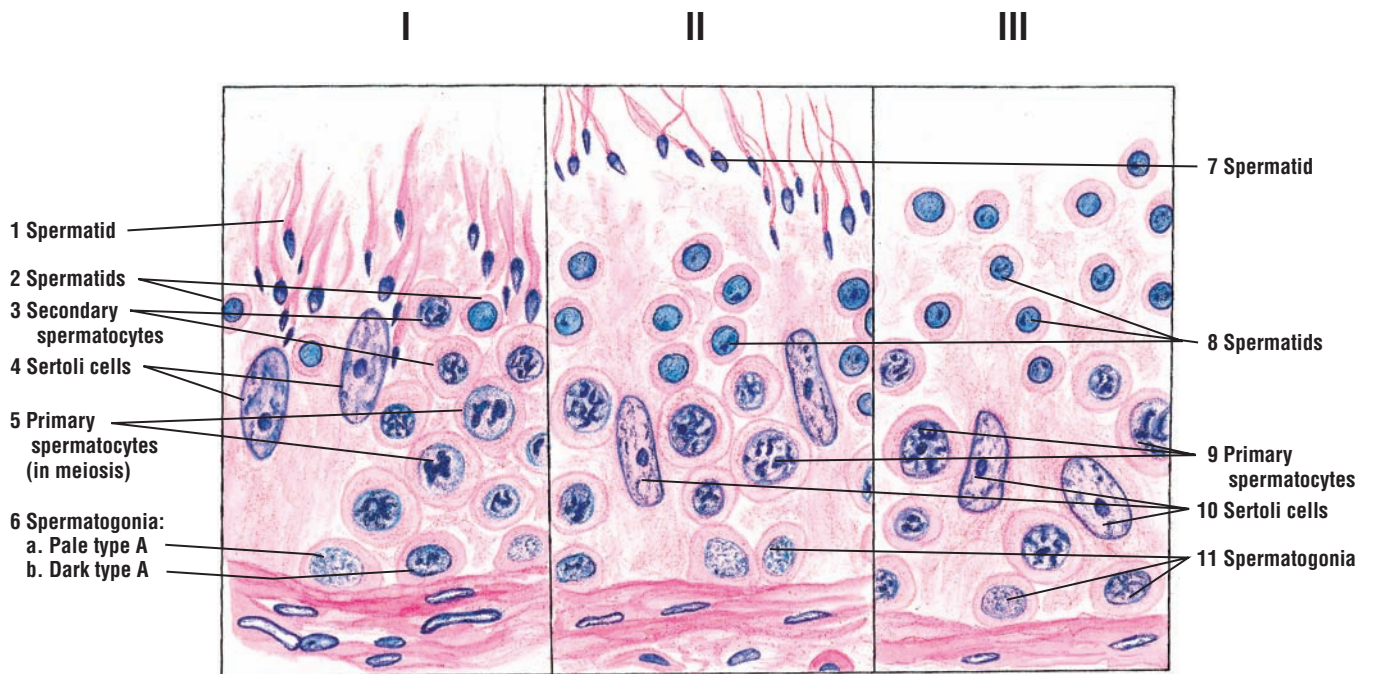 I
II
III
1 Spermatid
2 Spermatids
3 Secondary
spermatocytes
4 Sertoli cells
5 Primary
spermatocytes
(in meiosis)
6 Spermatogonia:
a. Pale type A
b. Dark type A
7 Spermatid
8 Spermatids
9 Primary
spermatocytes
10 Sertoli cells
11 Spermatogonia